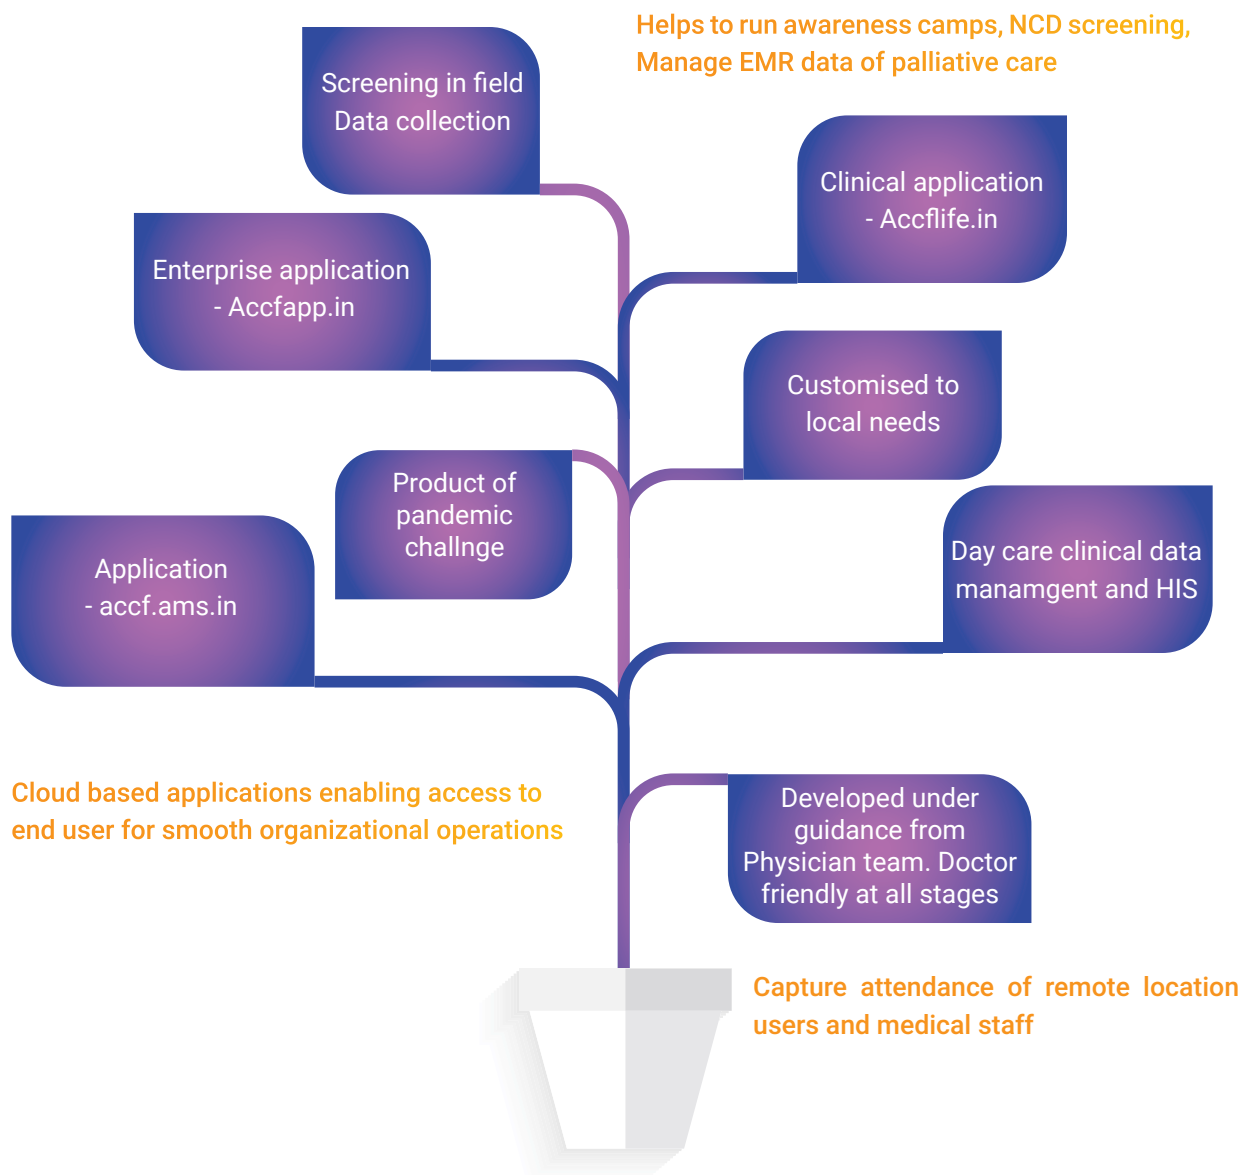 Helps to run awareness camps, NCD screening,
Manage EMR data of palliative care
Screening in field
Data collection
Clinical application
- Accflife.in
Enterprise application
- Accfapp.in
Customised to
local needs
Product of
pandemic
challnge
Day care clinical data
manamgent and HIS
Application
- accf.ams.in
Cloud based applications enabling access to
end user for smooth organizational operations
Developed under
guidance from
Physician team. Doctor
friendly at all stages
Capture attendance of remote location
users and medical staff